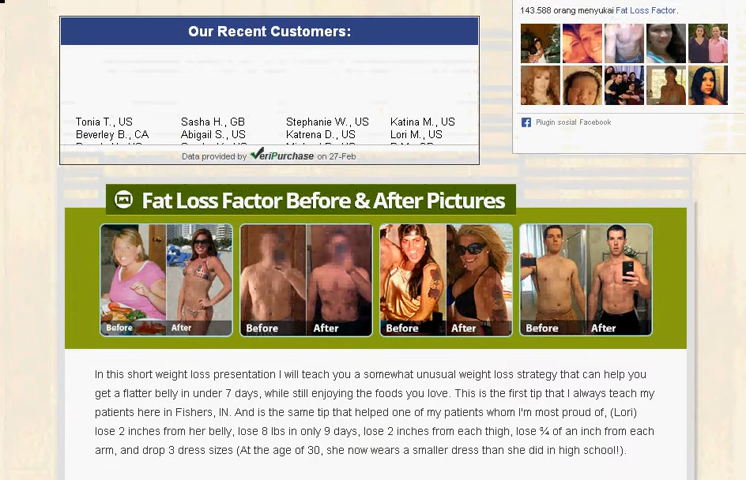 143.588 orang menyukai Fat Loss Factor.
Our Recent Customers:
Tonia T., US Sasha H., GB Stephanie W., US Katina M., US
Beverley B., CA Abigail S., US Katrena D., US Lori M., US
Data provided by VeriPurchase on 27-Feb
Plugin sosial Facebook
Fat Loss Factor Before & After Pictures
Before After Before After Before After Before After
In this short weight loss presentation I will teach you a somewhat unusual weight loss strategy that can help you
get a flatter belly in under 7 days, while still enjoying the foods you love. This is the first tip that I always teach my
patients here in Fishers, IN. And is the same tip that helped one of my patients whom I'm most proud of, (Lori)
lose 2 inches from her belly, lose 8 lbs in only 9 days, lose 2 inches from each thigh, lose ¾ of an inch from each
arm, and drop 3 dress sizes (At the age of 30, she now wears a smaller dress than she did in high school!).